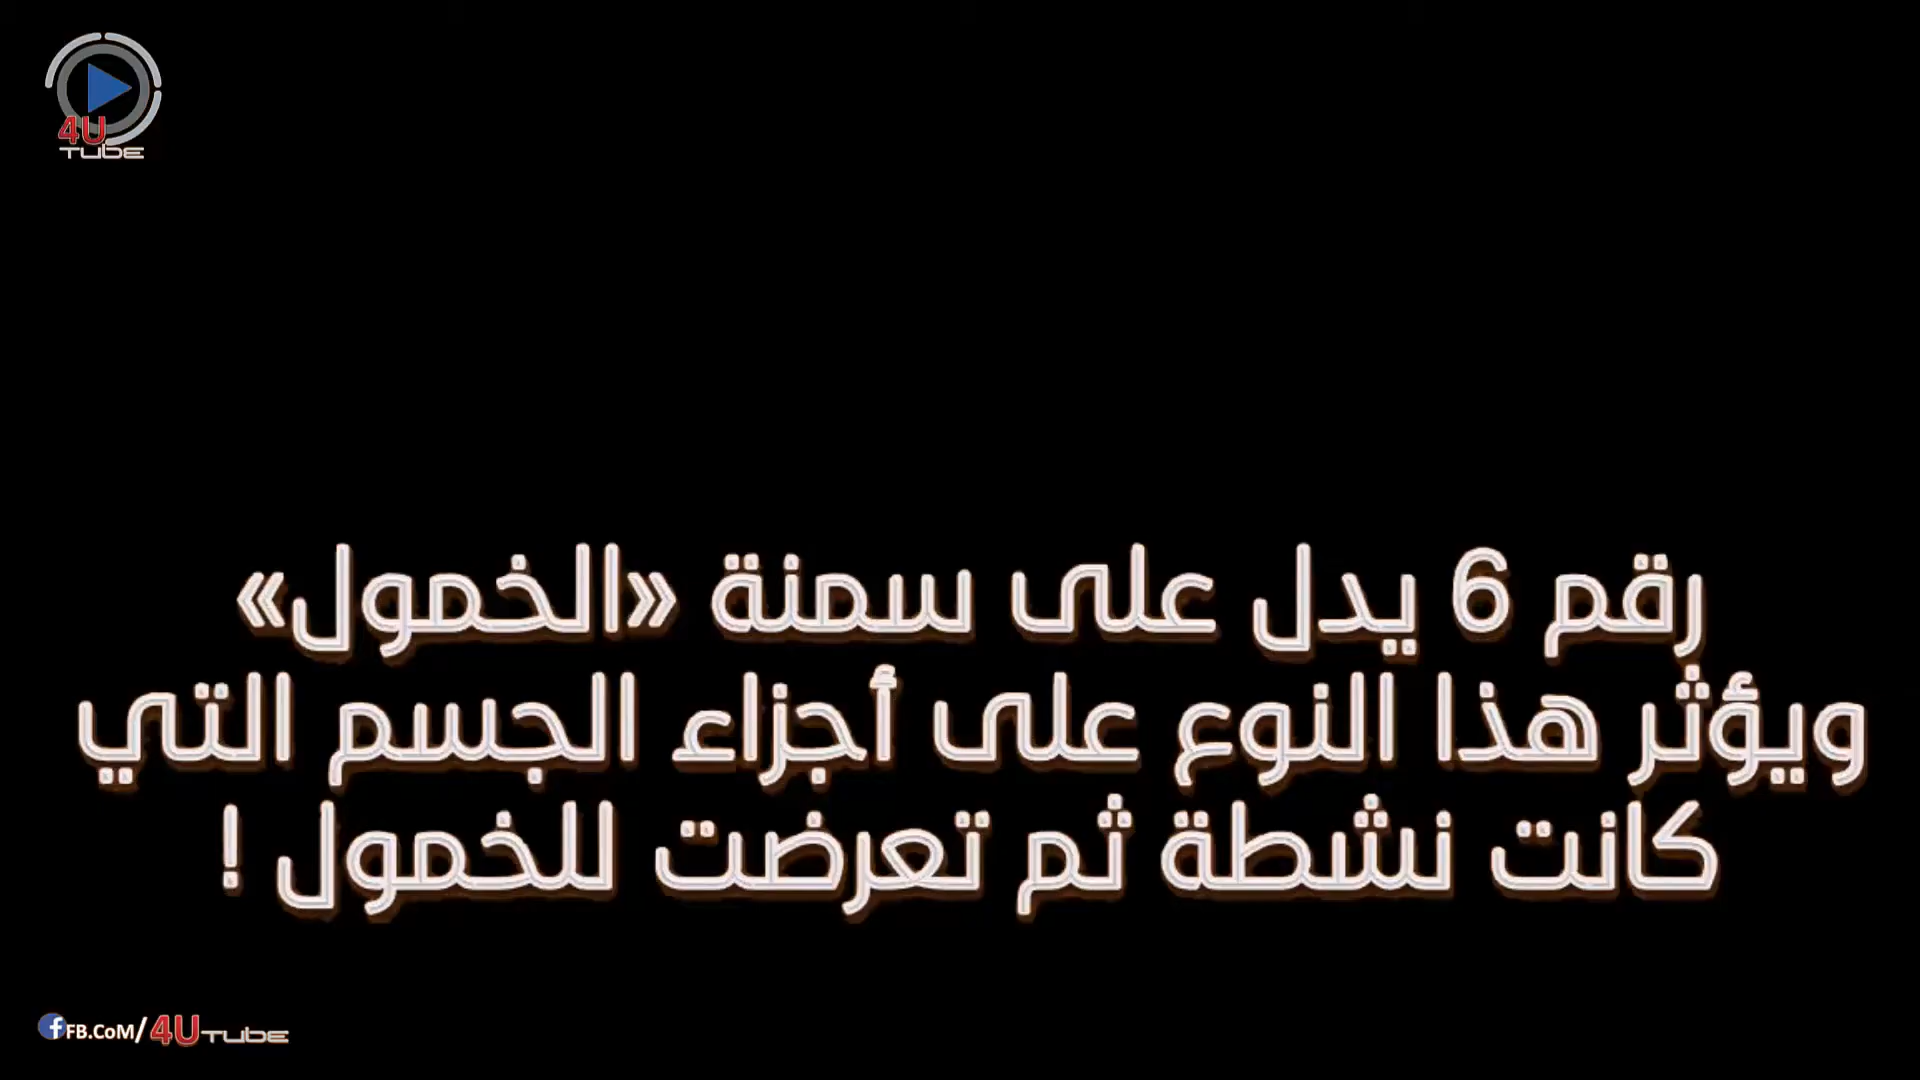 4U
TUBE
رقم 6 يدل على سمنة «الخمول»
ويؤثر هذا النوع على أجزاء الجسم التي
كانت نشطة ثم تعرضت للخمول !
FB.CoM/4UTUBE